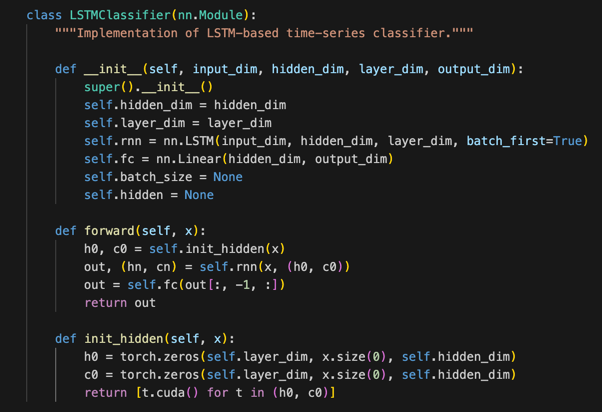 class LSTMClassifier(nn.Module):
    """Implementation of LSTM-based time-series classifier."""

    def __init__(self, input_dim, hidden_dim, layer_dim, output_dim):
        super().__init__()
        self.hidden_dim = hidden_dim
        self.layer_dim = layer_dim
        self.rnn = nn.LSTM(input_dim, hidden_dim, layer_dim, batch_first=True)
        self.fc = nn.Linear(hidden_dim, output_dim)
        self.batch_size = None
        self.hidden = None

    def forward(self, x):
        h0, c0 = self.init_hidden(x)
        out, (hn, cn) = self.rnn(x, (h0, c0))
        out = self.fc(out[:, -1, :])
        return out

    def init_hidden(self, x):
        h0 = torch.zeros(self.layer_dim, x.size(0), self.hidden_dim)
        c0 = torch.zeros(self.layer_dim, x.size(0), self.hidden_dim)
        return [t.cuda() for t in (h0, c0)]